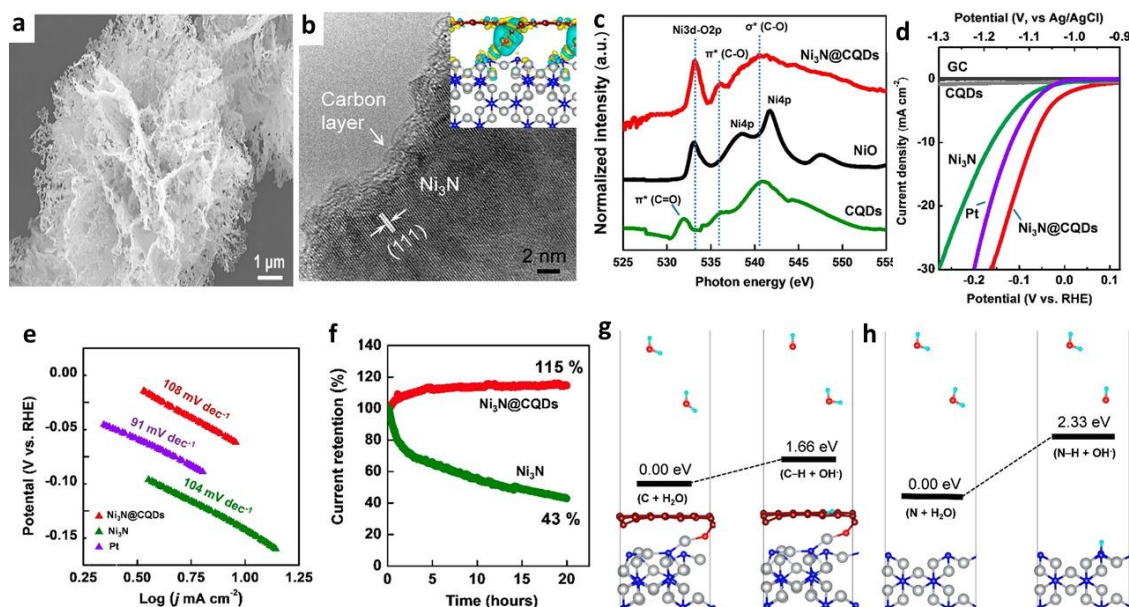 a
1 μm
b
Carbon
layer
Ni₃N
(111)
2 nm
c
Normalized intensity (a.u.)
Ni3d-O2p
π* (C-O)
σ* (C-O)
Ni₃N@CQDs
Ni4p
Ni4p
NiO
π* (C=O)
CQDs
525 530 535 540 545 550 555
Photon energy (eV)
d
Potential (V, vs Ag/AgCl)
-1.3 -1.2 -1.1 -1.0 -0.9
Current density (mA cm⁻²)
0
-10
-20
-30
GC
CQDs
Ni₃N
Pt
Ni₃N@CQDs
-0.2 -0.1 0.0 0.1
Potential (V vs. RHE)
e
Potental (V vs. RHE)
0.00
-0.05
-0.10
-0.15
108 mV dec⁻¹
91 mV dec⁻¹
104 mV dec⁻¹
Ni₃N@CQDs
Ni₃N
Pt
0.25 0.50 0.75 1.00 1.25
Log (j mA cm⁻²)
f
Current retention (%)
140
120
100
80
60
40
20
0
115 %
Ni₃N@CQDs
Ni₃N
43 %
0 5 10 15 20
Time (hours)
g
0.00 eV
(C + H₂O)
1.66 eV
(C–H + OH⁻)
h
0.00 eV
(N + H₂O)
2.33 eV
(N–H + OH⁻)